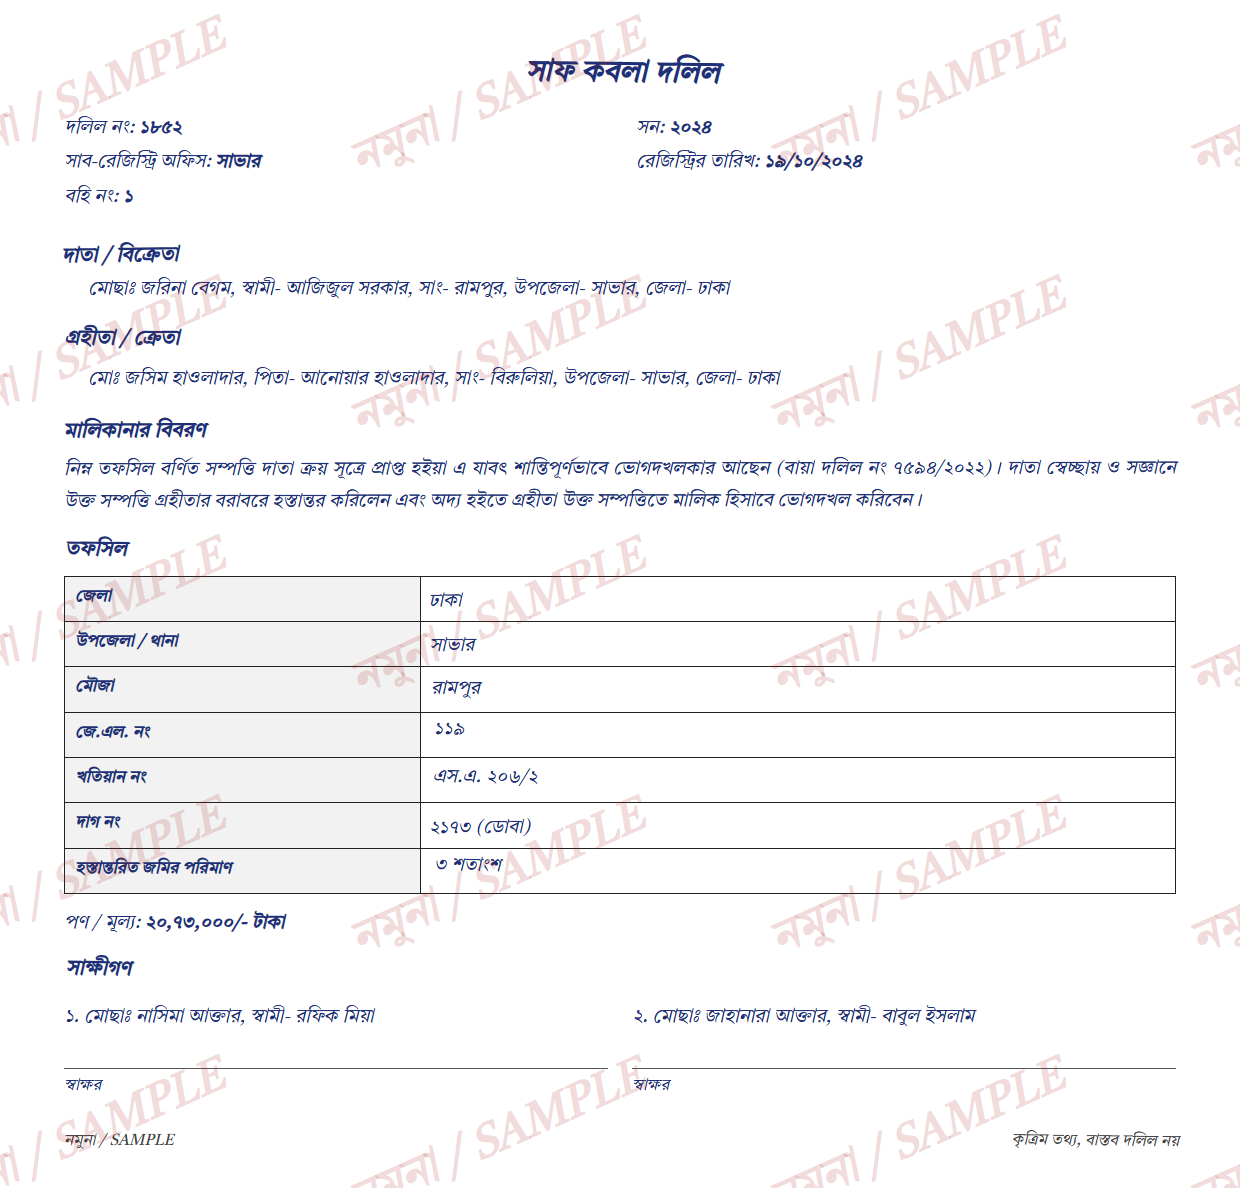 সাফ কবলা দলিল
দলিল নং: ১৮৫২
সন: ২০২৪
সাব-রেজিস্ট্রি অফিস: সাভার
রেজিস্ট্রির তারিখ: ১৯/১০/২০২৪
বহি নং: ১
দাতা / বিক্রেতা
মোছাঃ জরিনা বেগম, স্বামী- আজিজুল সরকার, সাং- রামপুর, উপজেলা- সাভার, জেলা- ঢাকা
গ্রহীতা / ক্রেতা
মোঃ জসিম হাওলাদার, পিতা- আনোয়ার হাওলাদার, সাং- বিরুলিয়া, উপজেলা- সাভার, জেলা- ঢাকা
মালিকানার বিবরণ
নিম্ন তফসিল বর্ণিত সম্পত্তি দাতা ক্রয় সূত্রে প্রাপ্ত হইয়া এ যাবৎ শান্তিপূর্ণভাবে ভোগদখলকার আছেন (বায়া দলিল নং ৭৫৯৪/২০২২)। দাতা স্বেচ্ছায় ও সজ্ঞানে
উক্ত সম্পত্তি গ্রহীতার বরাবরে হস্তান্তর করিলেন এবং অদ্য হইতে গ্রহীতা উক্ত সম্পত্তিতে মালিক হিসাবে ভোগদখল করিবেন।
তফসিল
জেলা ঢাকা
উপজেলা / থানা সাভার
মৌজা রামপুর
জে.এল. নং ১১৯
খতিয়ান নং এস.এ. ২০৬/২
দাগ নং ২১৭৩ (ডোবা)
হস্তান্তরিত জমির পরিমাণ ৩ শতাংশ
পণ / মূল্য: ২০,৭৩,০০০/- টাকা
সাক্ষীগণ
১. মোছাঃ নাসিমা আক্তার, স্বামী- রফিক মিয়া
২. মোছাঃ জাহানারা আক্তার, স্বামী- বাবুল ইসলাম
স্বাক্ষর
স্বাক্ষর
নমুনা / SAMPLE
কৃত্রিম তথ্য, বাস্তব দলিল নয়